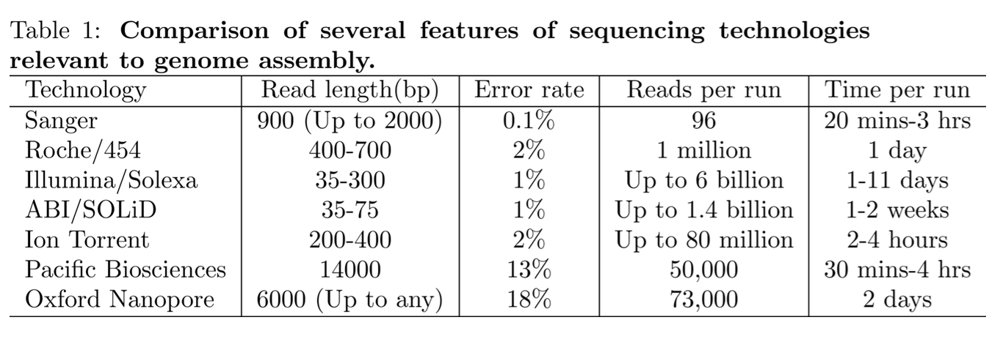 Table 1: Comparison of several features of sequencing technologies
relevant to genome assembly.
Technology Read length(bp) Error rate Reads per run Time per run
Sanger 900 (Up to 2000) 0.1% 96 20 mins-3 hrs
Roche/454 400-700 2% 1 million 1 day
Illumina/Solexa 35-300 1% Up to 6 billion 1-11 days
ABI/SOLiD 35-75 1% Up to 1.4 billion 1-2 weeks
Ion Torrent 200-400 2% Up to 80 million 2-4 hours
Pacific Biosciences 14000 13% 50,000 30 mins-4 hrs
Oxford Nanopore 6000 (Up to any) 18% 73,000 2 days